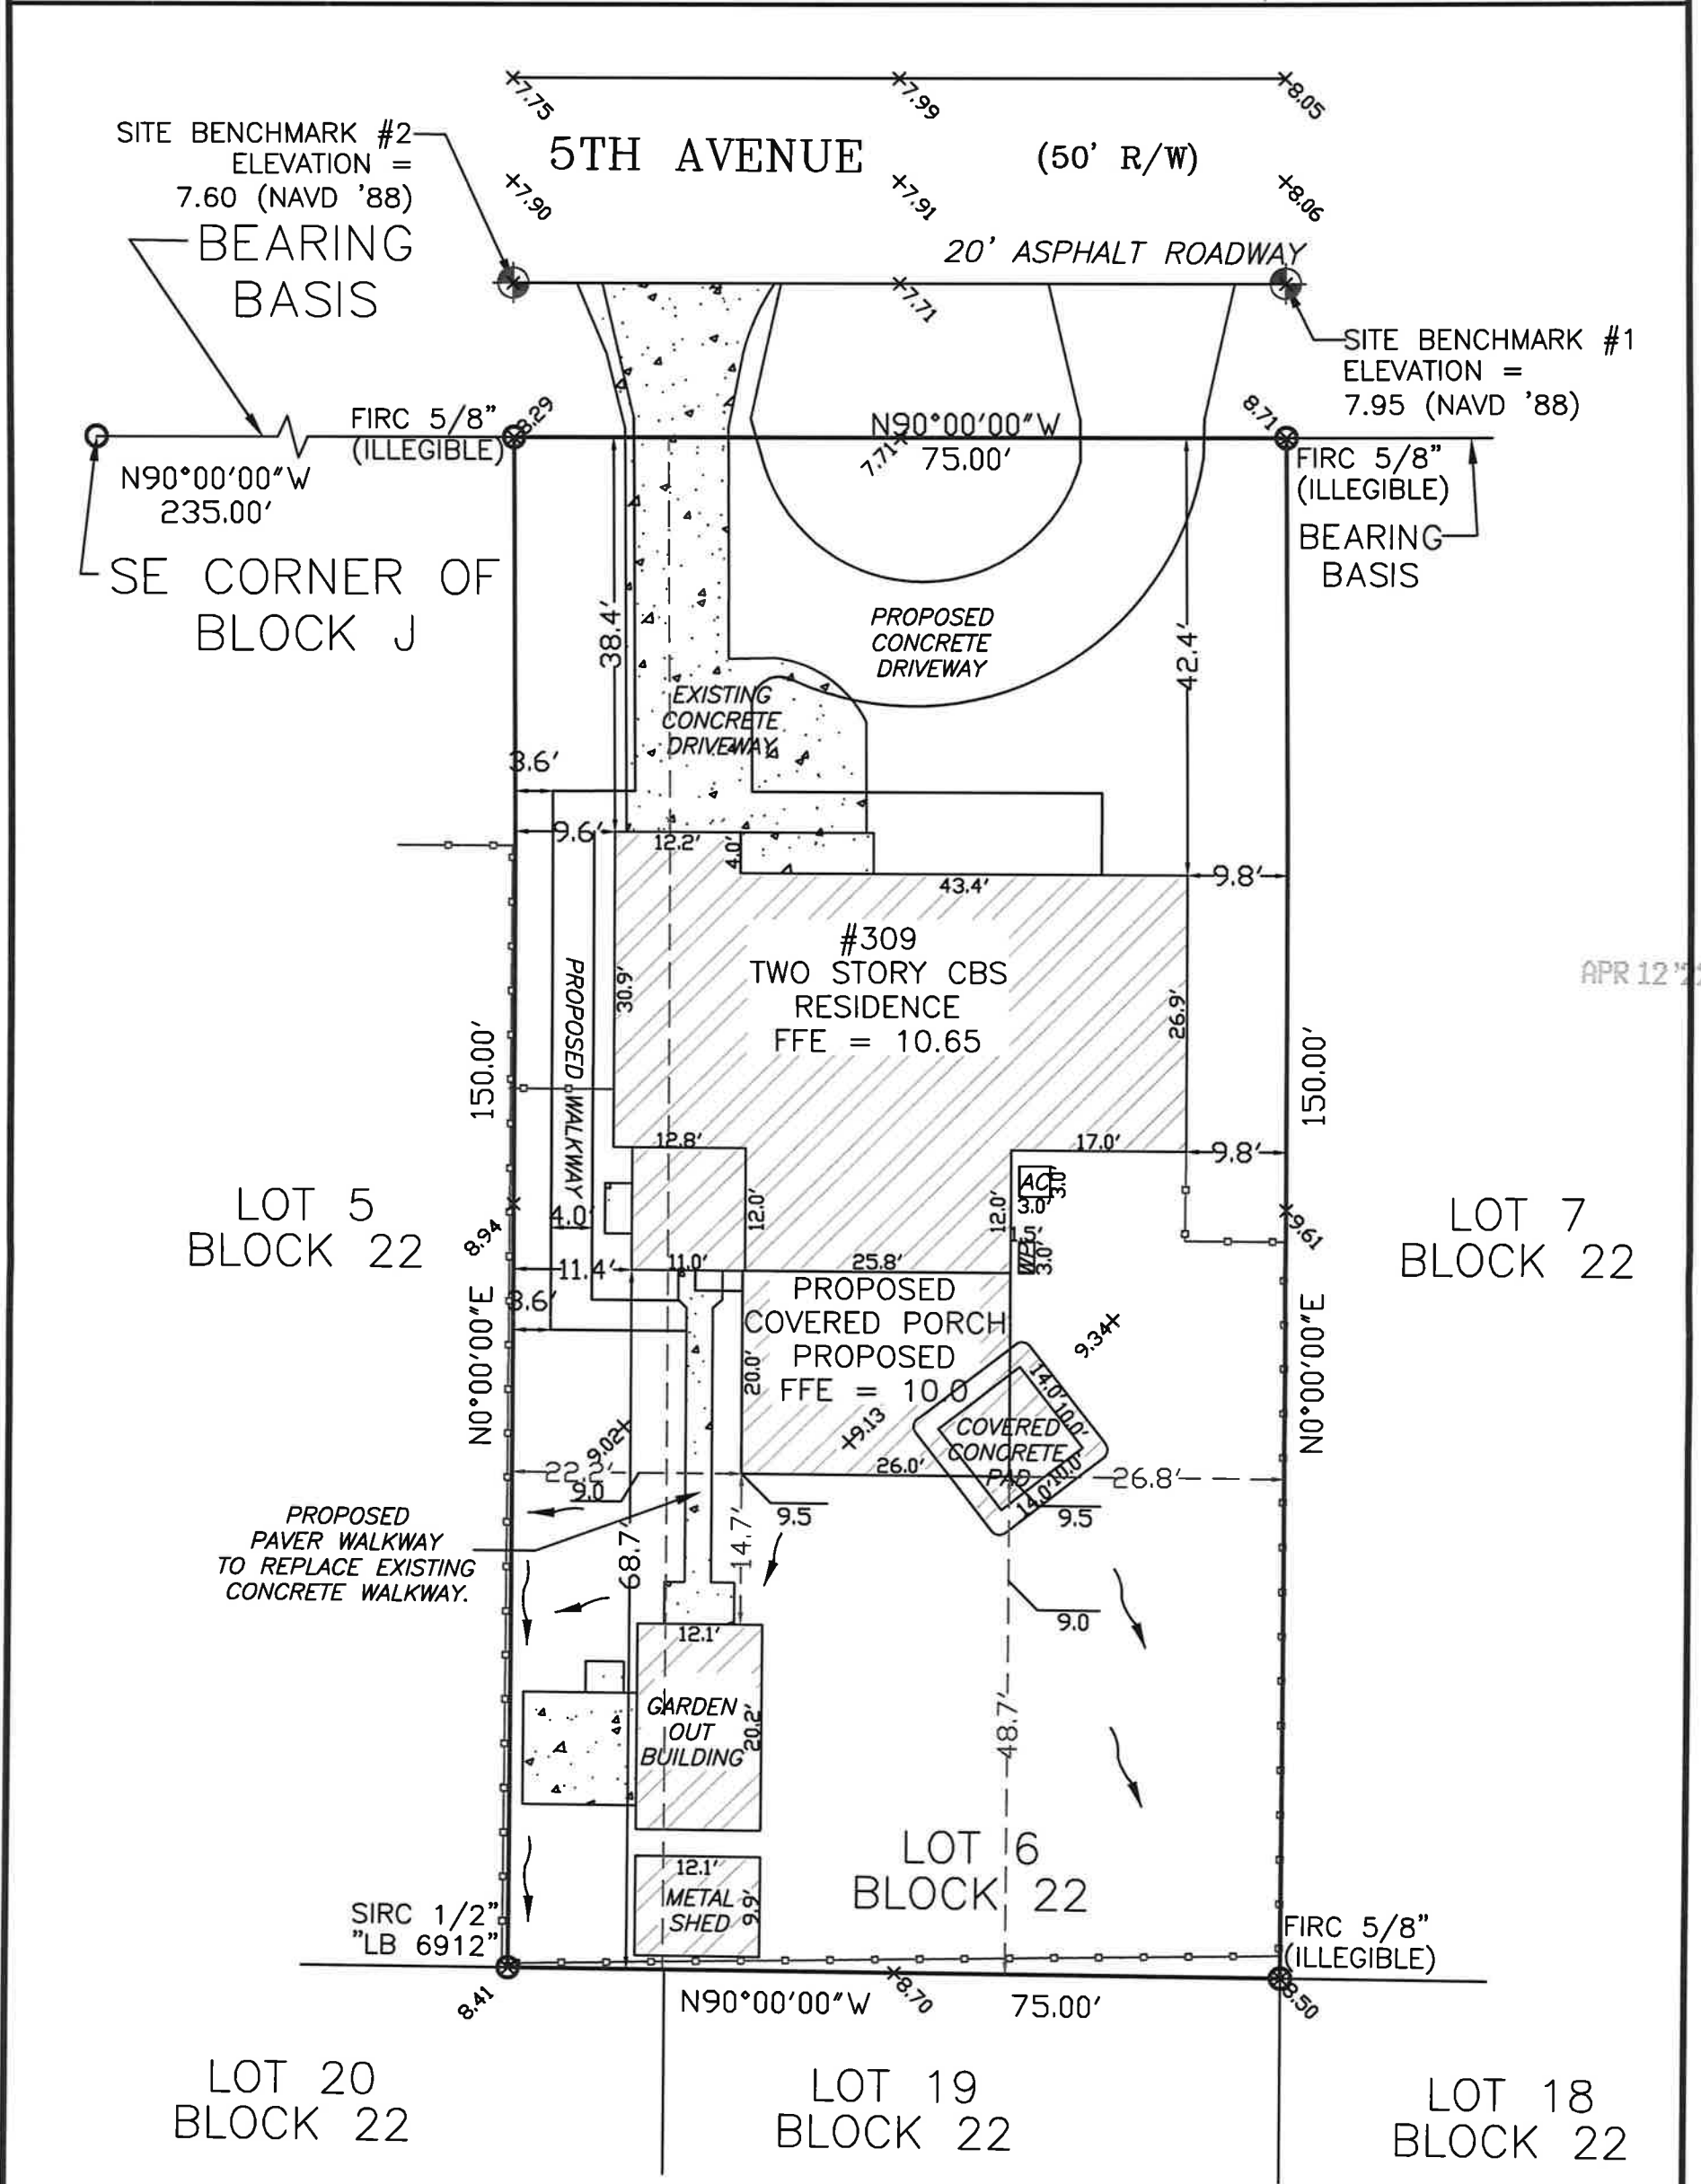 7.75
7.99
8.05
SITE BENCHMARK #2
ELEVATION =
7.60 (NAVD '88)
5TH AVENUE (50' R/W)
7.90
7.91
8.06
BEARING
BASIS
20' ASPHALT ROADWAY
7.71
SITE BENCHMARK #1
ELEVATION =
7.95 (NAVD '88)
FIRC 5/8"
(ILLEGIBLE)
8.29
N90°00'00"W
75.00'
7.71
8.71
FIRC 5/8"
(ILLEGIBLE)
N90°00'00"W
235.00'
BEARING
BASIS
SE CORNER OF
BLOCK J
38.4'
42.4'
PROPOSED
CONCRETE
DRIVEWAY
EXISTING
CONCRETE
DRIVEWAY
3.6'
9.6'
12.2'
4.0'
43.4'
9.8'
#309
TWO STORY CBS
RESIDENCE
FFE = 10.65
APR 12 '22
30.9'
26.9'
PROPOSED WALKWAY
150.00'
150.00'
12.8'
17.0'
9.8'
AC
3.0'
3.0'
LOT 5
BLOCK 22
8.94
4.0'
12.0'
12.0'
1.5'
3.0'
9.61
LOT 7
BLOCK 22
11.4'
11.0'
25.8'
3.6'
PROPOSED
COVERED PORCH
PROPOSED
FFE = 10.0
9.34
N0°00'00"E
N0°00'00"E
20.0'
14.0'
10.0'
COVERED
CONCRETE
PAD
10.0'
14.0'
9.02
9.13
22.2'
26.0'
26.8'
9.0
9.5
9.5
PROPOSED
PAVER WALKWAY
TO REPLACE EXISTING
CONCRETE WALKWAY.
68.7'
14.7'
9.0
12.1'
GARDEN
OUT
BUILDING
20.2'
48.7'
LOT 6
BLOCK 22
12.1'
METAL
SHED
9.9'
SIRC 1/2"
"LB 6912"
FIRC 5/8"
(ILLEGIBLE)
8.41
N90°00'00"W
8.70
75.00'
8.50
LOT 20
BLOCK 22
LOT 19
BLOCK 22
LOT 18
BLOCK 22